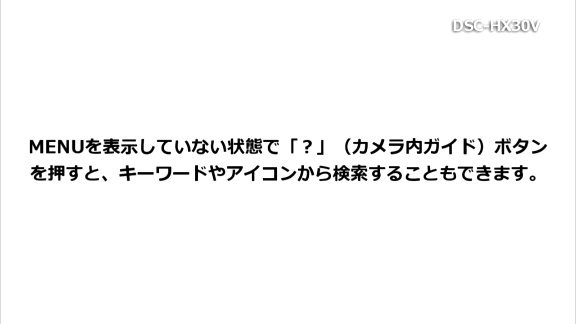 DSC-HX30V
MENUを表示していない状態で「？」（カメラ内ガイド）ボタン
を押すと、キーワードやアイコンから検索することもできます。